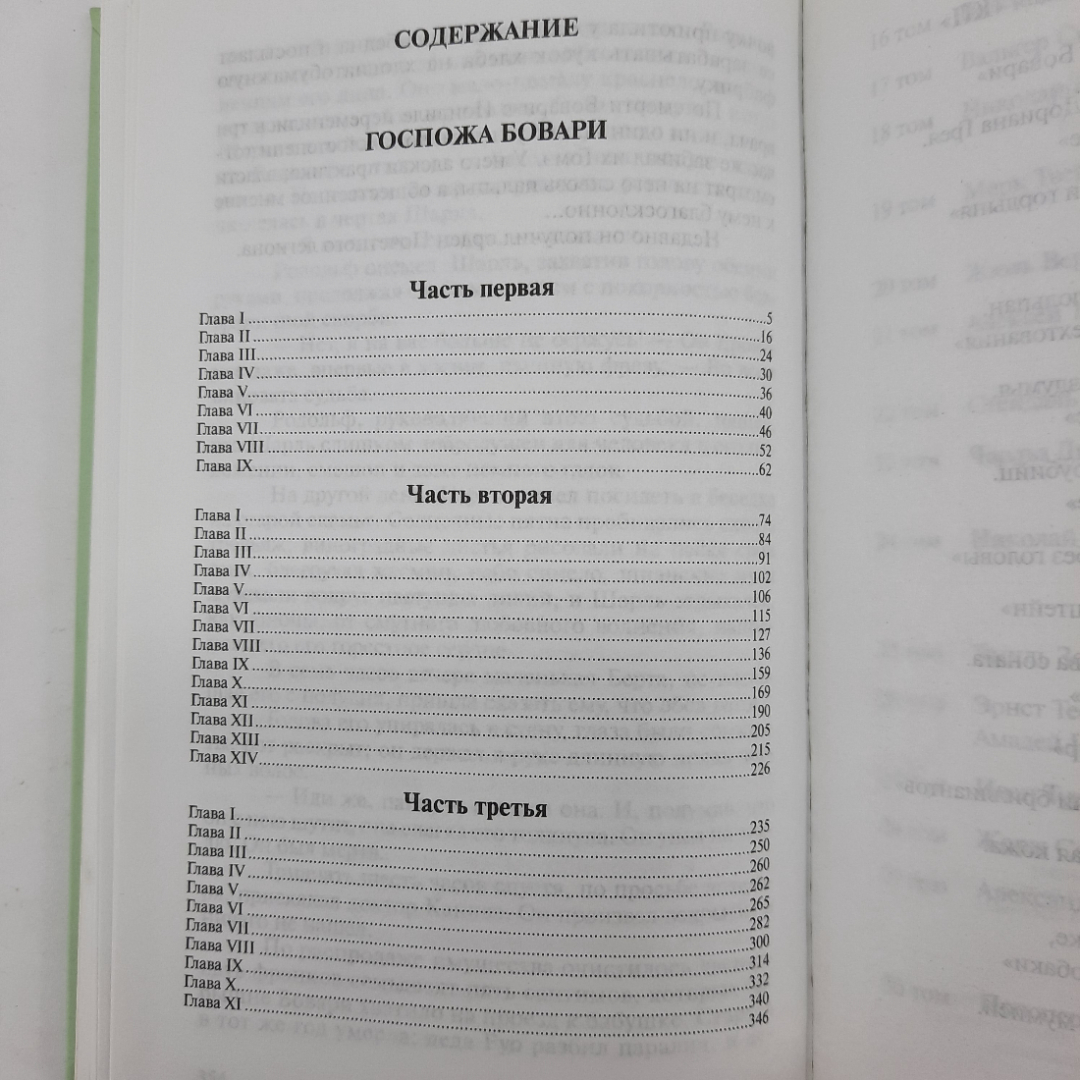 СОДЕРЖАНИЕ
ГОСПОЖА БОВАРИ
Часть первая
Глава I ... 5
Глава II ... 16
Глава III ... 24
Глава IV ... 30
Глава V ... 36
Глава VI ... 40
Глава VII ... 46
Глава VIII ... 52
Глава IX ... 62
Часть вторая
Глава I ... 74
Глава II ... 84
Глава III ... 91
Глава IV ... 102
Глава V ... 106
Глава VI ... 115
Глава VII ... 127
Глава VIII ... 136
Глава IX ... 159
Глава X ... 169
Глава XI ... 190
Глава XII ... 205
Глава XIII ... 215
Глава XIV ... 226
Часть третья
Глава I ... 235
Глава II ... 250
Глава III ... 260
Глава IV ... 262
Глава V ... 265
Глава VI ... 282
Глава VII ... 300
Глава VIII ... 314
Глава IX ... 332
Глава X ... 340
Глава XI ... 346